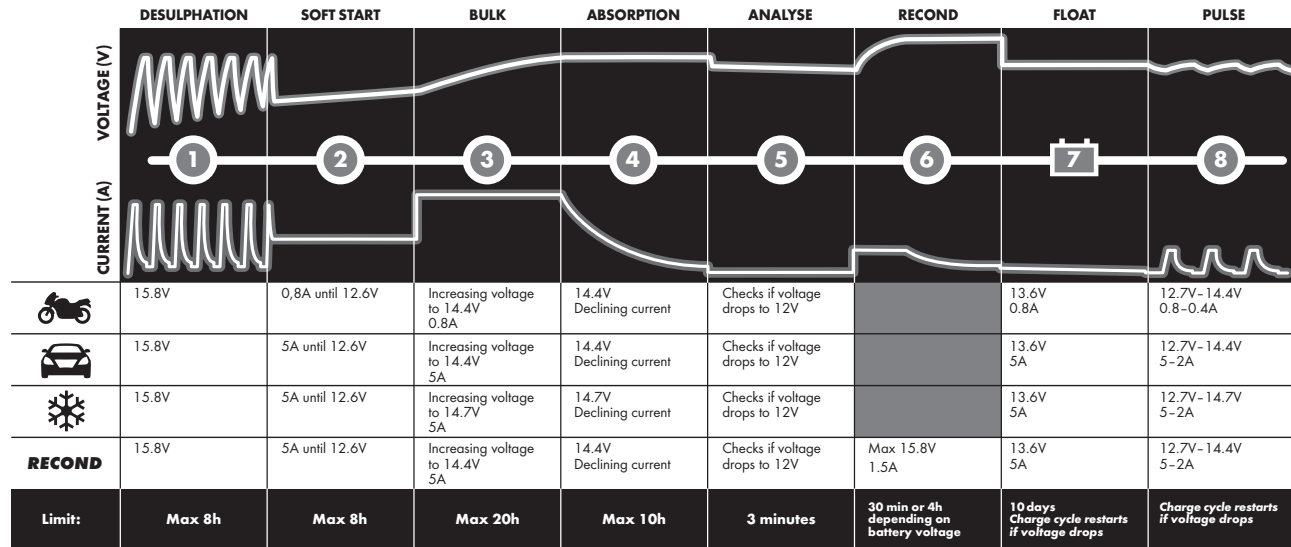 DESULPHATION SOFT START BULK ABSORPTION ANALYSE RECOND FLOAT PULSE
VOLTAGE (V)
1 2 3 4 5 6 7 8
CURRENT (A)
15.8V 0,8A until 12.6V Increasing voltage 14.4V Checks if voltage 13.6V 12.7V–14.4V
to 14.4V Declining current drops to 12V 0.8A 0.8–0.4A
0.8A
15.8V 5A until 12.6V Increasing voltage 14.4V Checks if voltage 13.6V 12.7V–14.4V
to 14.4V Declining current drops to 12V 5A 5–2A
5A
15.8V 5A until 12.6V Increasing voltage 14.7V Checks if voltage 13.6V 12.7V–14.7V
to 14.7V Declining current drops to 12V 5A 5–2A
5A
RECOND 15.8V 5A until 12.6V Increasing voltage 14.4V Checks if voltage Max 15.8V 13.6V 12.7V–14.4V
to 14.4V Declining current drops to 12V 1.5A 5A 5–2A
5A
Limit: Max 8h Max 8h Max 20h Max 10h 3 minutes 30 min or 4h 10 days Charge cycle restarts
depending on Charge cycle restarts if voltage drops
battery voltage if voltage drops